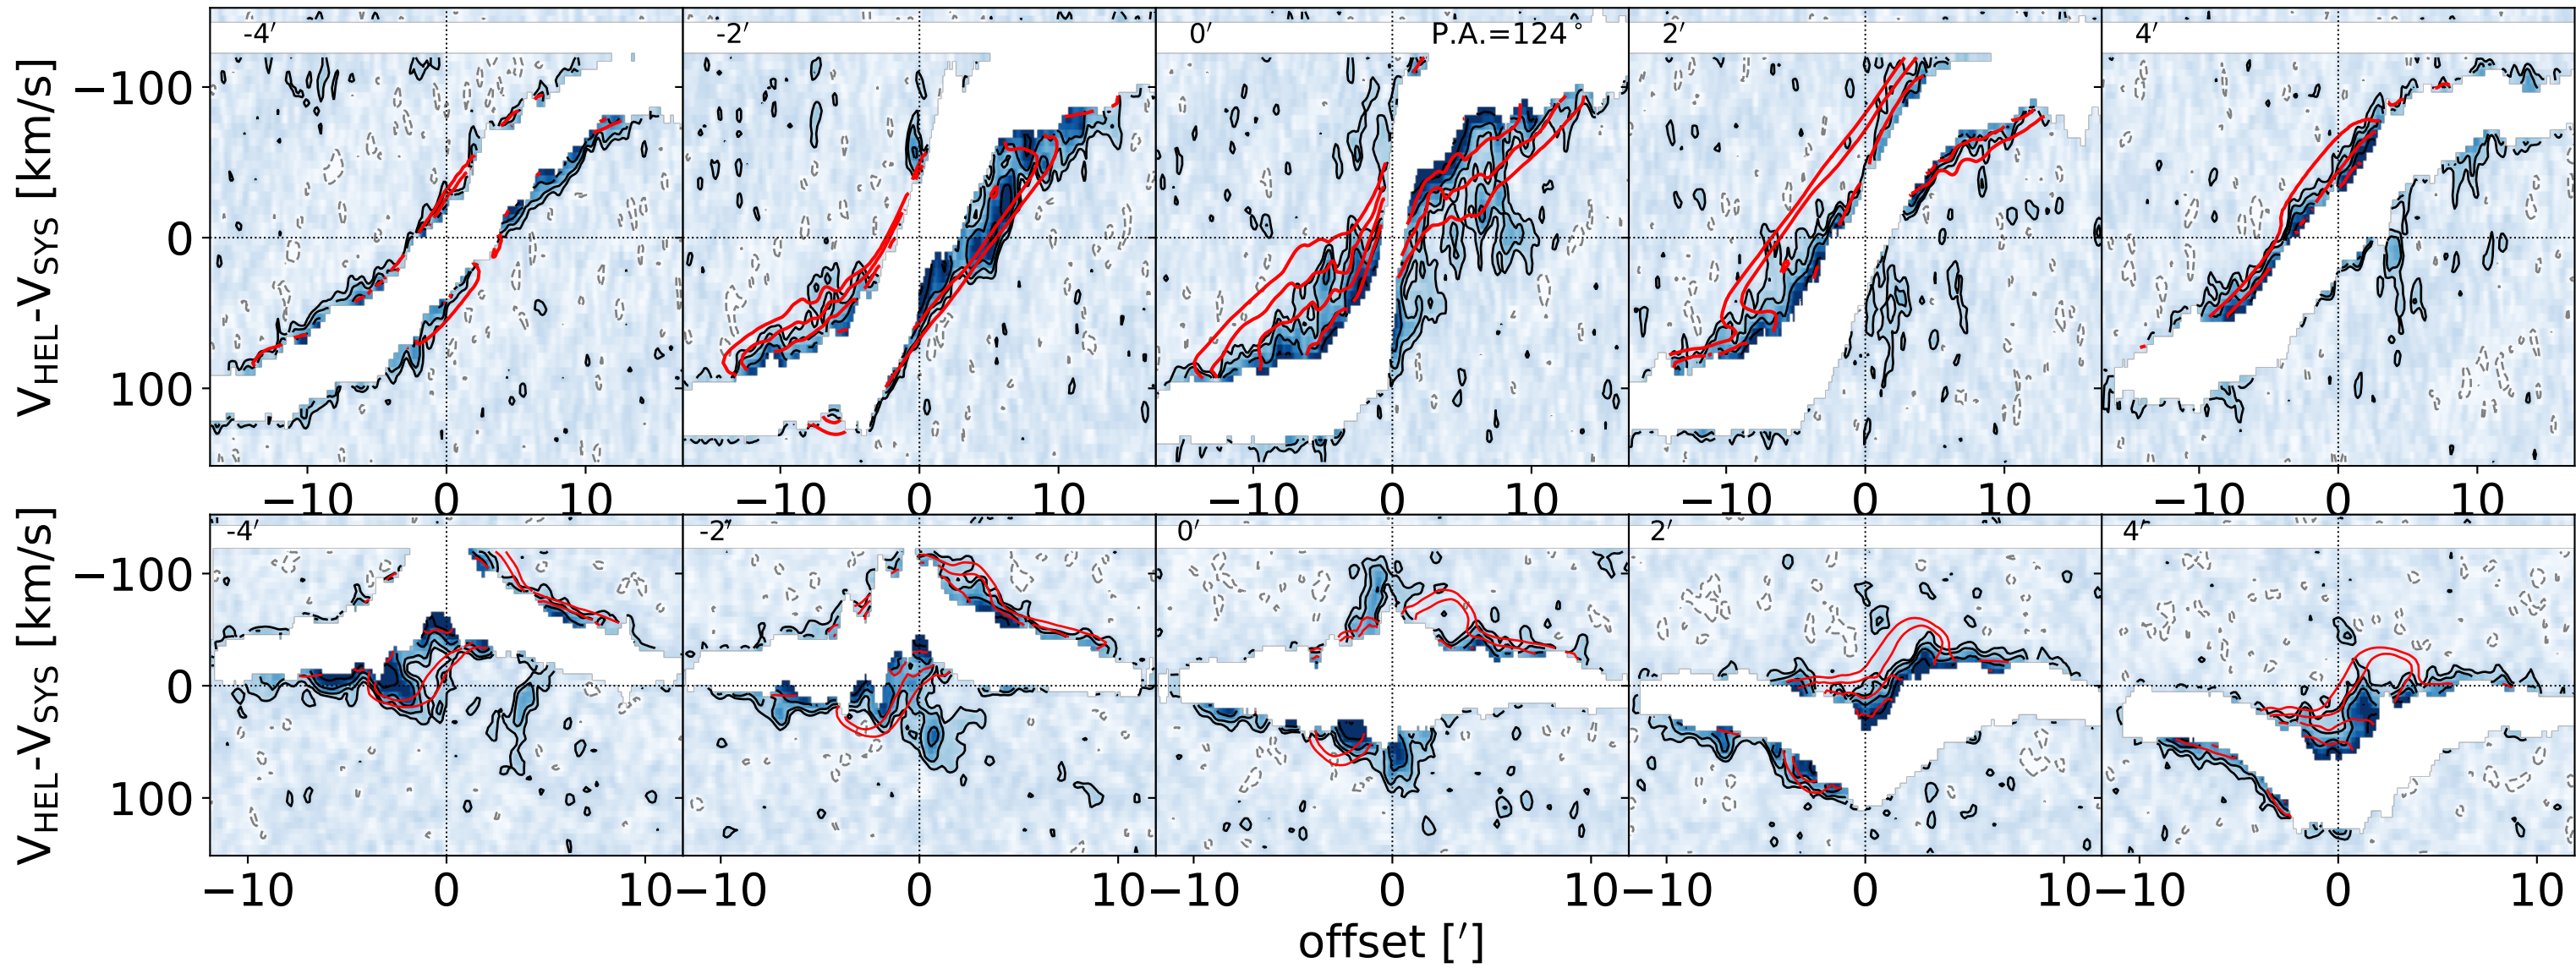 -4′ -2′ 0′ P.A.=124° 2′ 4′
V_HEL-V_SYS [km/s]
−100
0
100
−10 0 10 −10 0 10 −10 0 10 −10 0 10 −10 0 10
-4′ -2′ 0′ 2′ 4′
V_HEL-V_SYS [km/s]
−100
0
100
−10 0 10 −10 0 10 −10 0 10 −10 0 10 −10 0 10
offset [′]